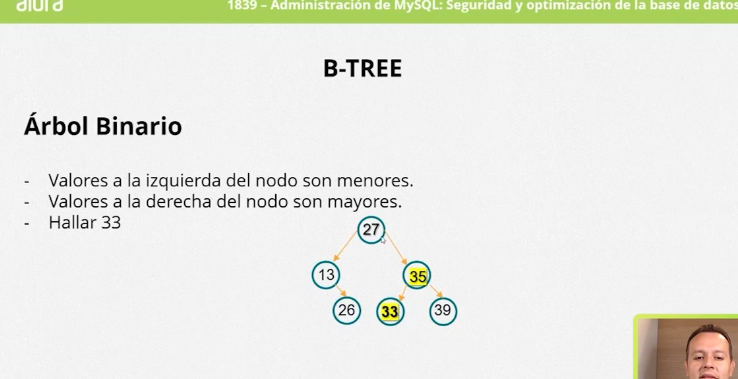 alura
1839 – Administración de MySQL: Seguridad y optimización de la base de datos
B-TREE
Árbol Binario
- Valores a la izquierda del nodo son menores.
- Valores a la derecha del nodo son mayores.
- Hallar 33
27
13 35
26 33 39